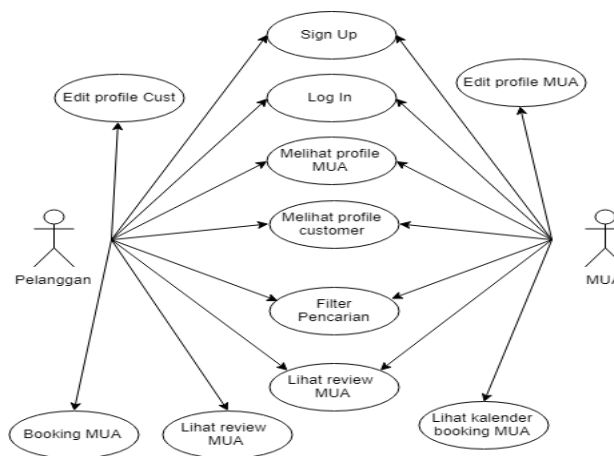 Sign Up
Edit profile Cust
Log In
Edit profile MUA
Melihat profile
MUA
Melihat profile
customer
Pelanggan
MUA
Filter
Pencarian
Lihat review
MUA
Booking MUA
Lihat review
MUA
Lihat kalender
booking MUA